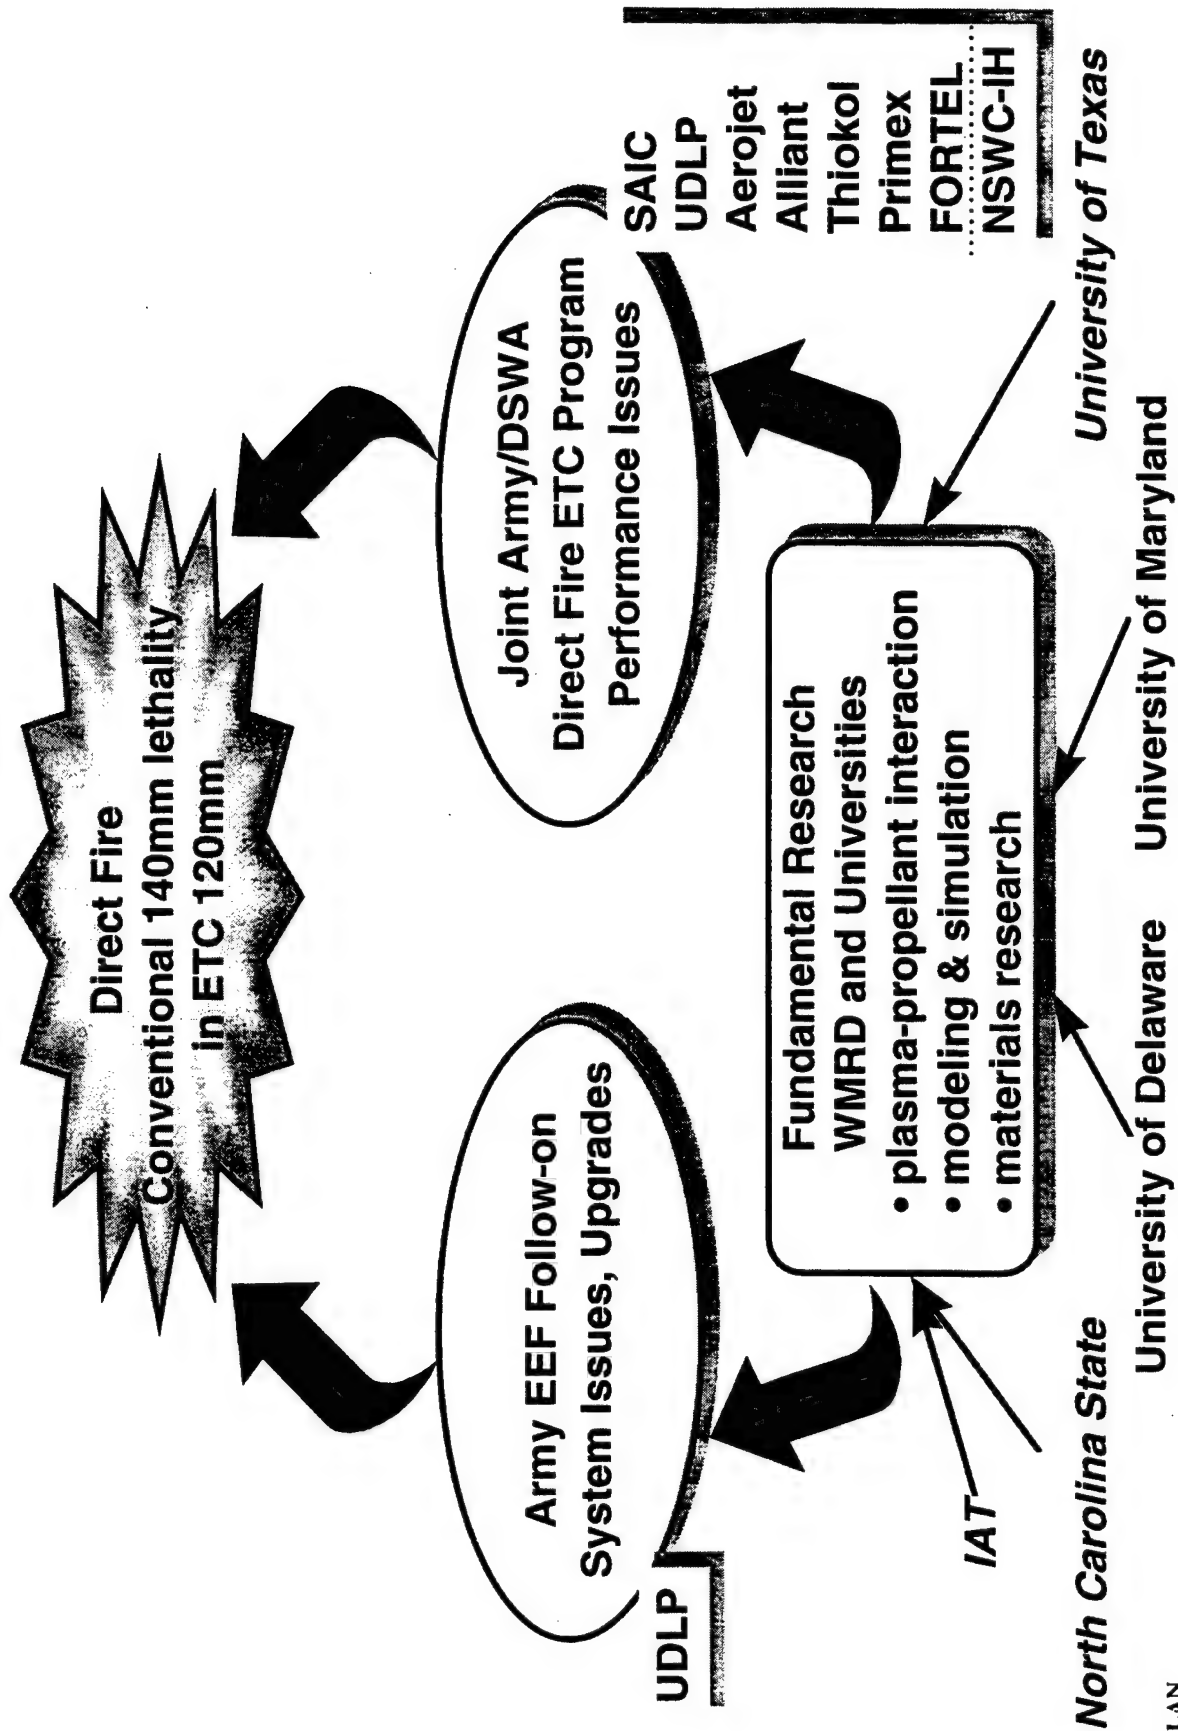 Direct Fire
Conventional 140mm lethality
in ETC 120mm
Army EEF Follow-on
System Issues, Upgrades
UDLP
Joint Army/DSWA
Direct Fire ETC Program
Performance Issues
SAIC
UDLP
Aerojet
Alliant
Thiokol
Primex
FORTEL
NSWC-IH
Fundamental Research
WMRD and Universities
• plasma-propellant interaction
• modeling & simulation
• materials research
IAT
North Carolina State
University of Delaware
University of Maryland
University of Texas